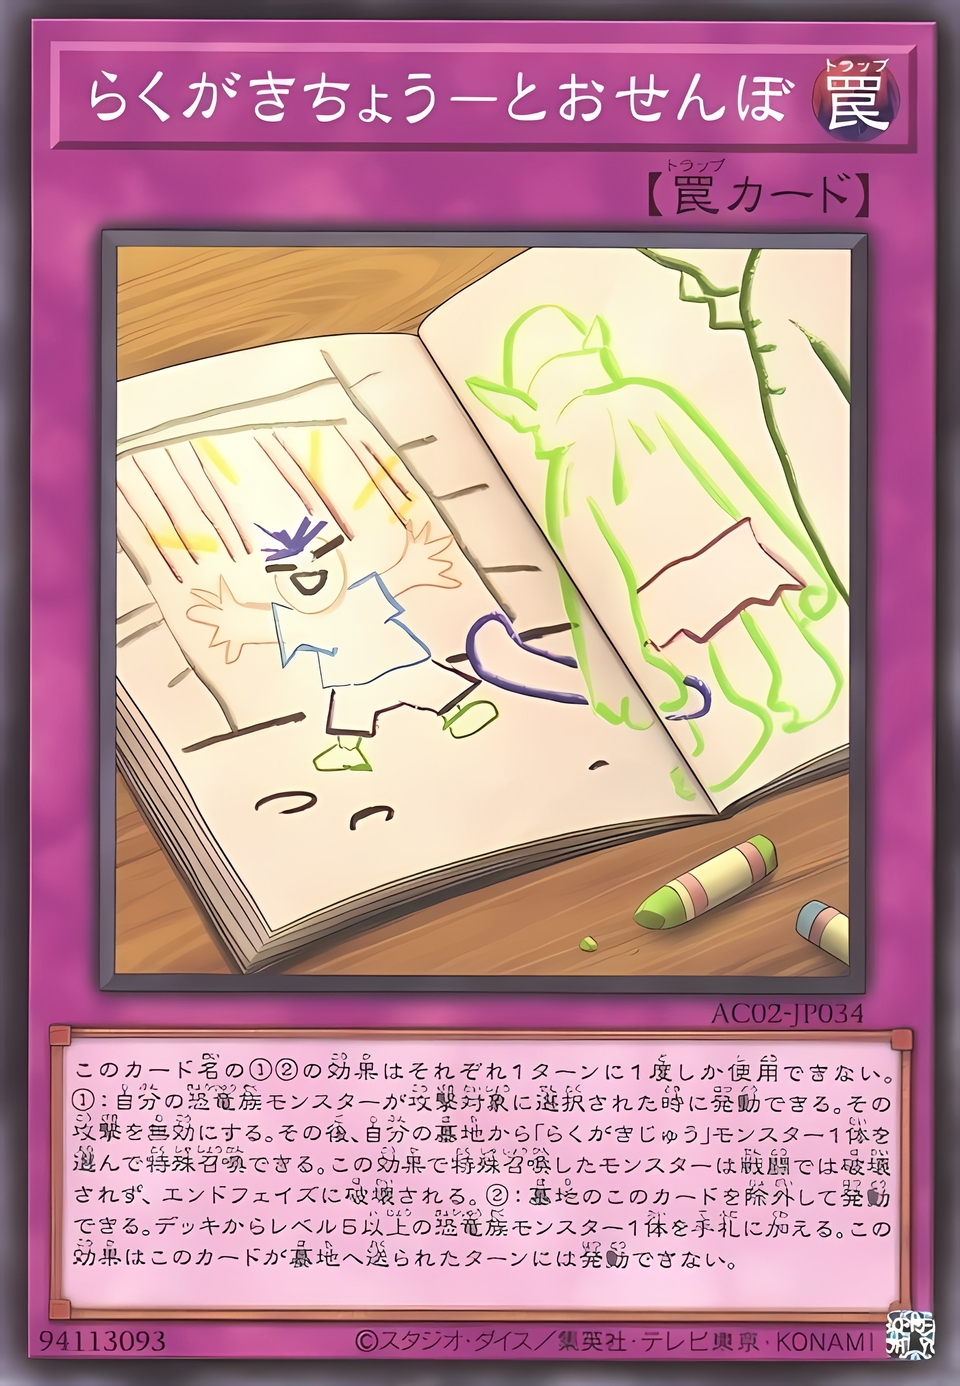 らくがきちょうーとおせんぼ 罠
トラップ
【罠カード】
トラップ
AC02-JP034
このカード名の①②の効果はそれぞれ1ターンに1度しか使用できない。
①：自分の恐竜族モンスターが攻撃対象に選択された時に発動できる。その
攻撃を無効にする。その後、自分の墓地から「らくがきじゅう」モンスター1体を
選んで特殊召喚できる。この効果で特殊召喚したモンスターは戦闘では破壊
されず、エンドフェイズに破壊される。②：墓地のこのカードを除外して発動
できる。デッキからレベル5以上の恐竜族モンスター1体を手札に加える。この
効果はこのカードが墓地へ送られたターンには発動できない。
94113093
©スタジオ・ダイス／集英社・テレビ東京・KONAMI